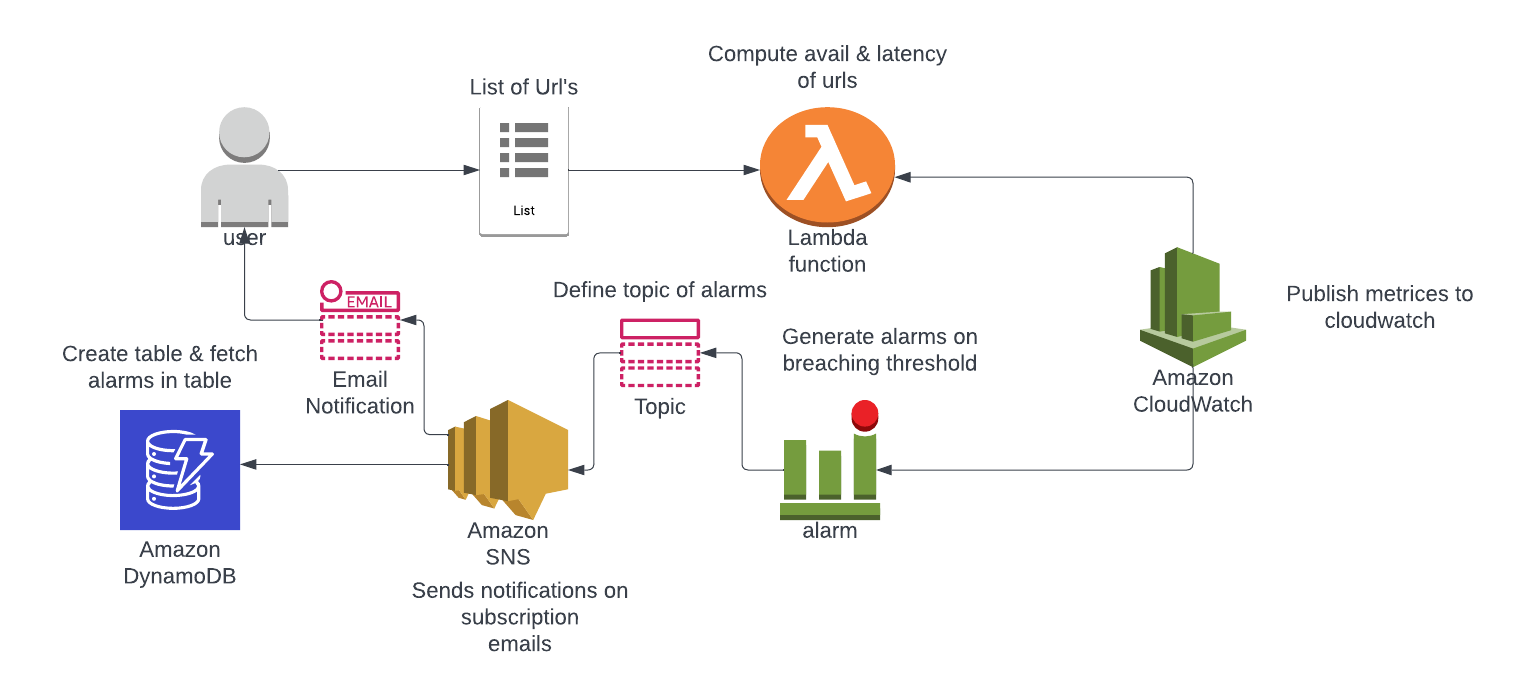 Compute avail & latency
of urls
List of Url's
List
user
Lambda
function
EMAIL
Define topic of alarms
Publish metrices to
cloudwatch
Generate alarms on
breaching threshold
Create table & fetch
alarms in table
Email
Notification
Topic
Amazon
CloudWatch
alarm
Amazon
SNS
Amazon
DynamoDB
Sends notifications on
subscription
emails